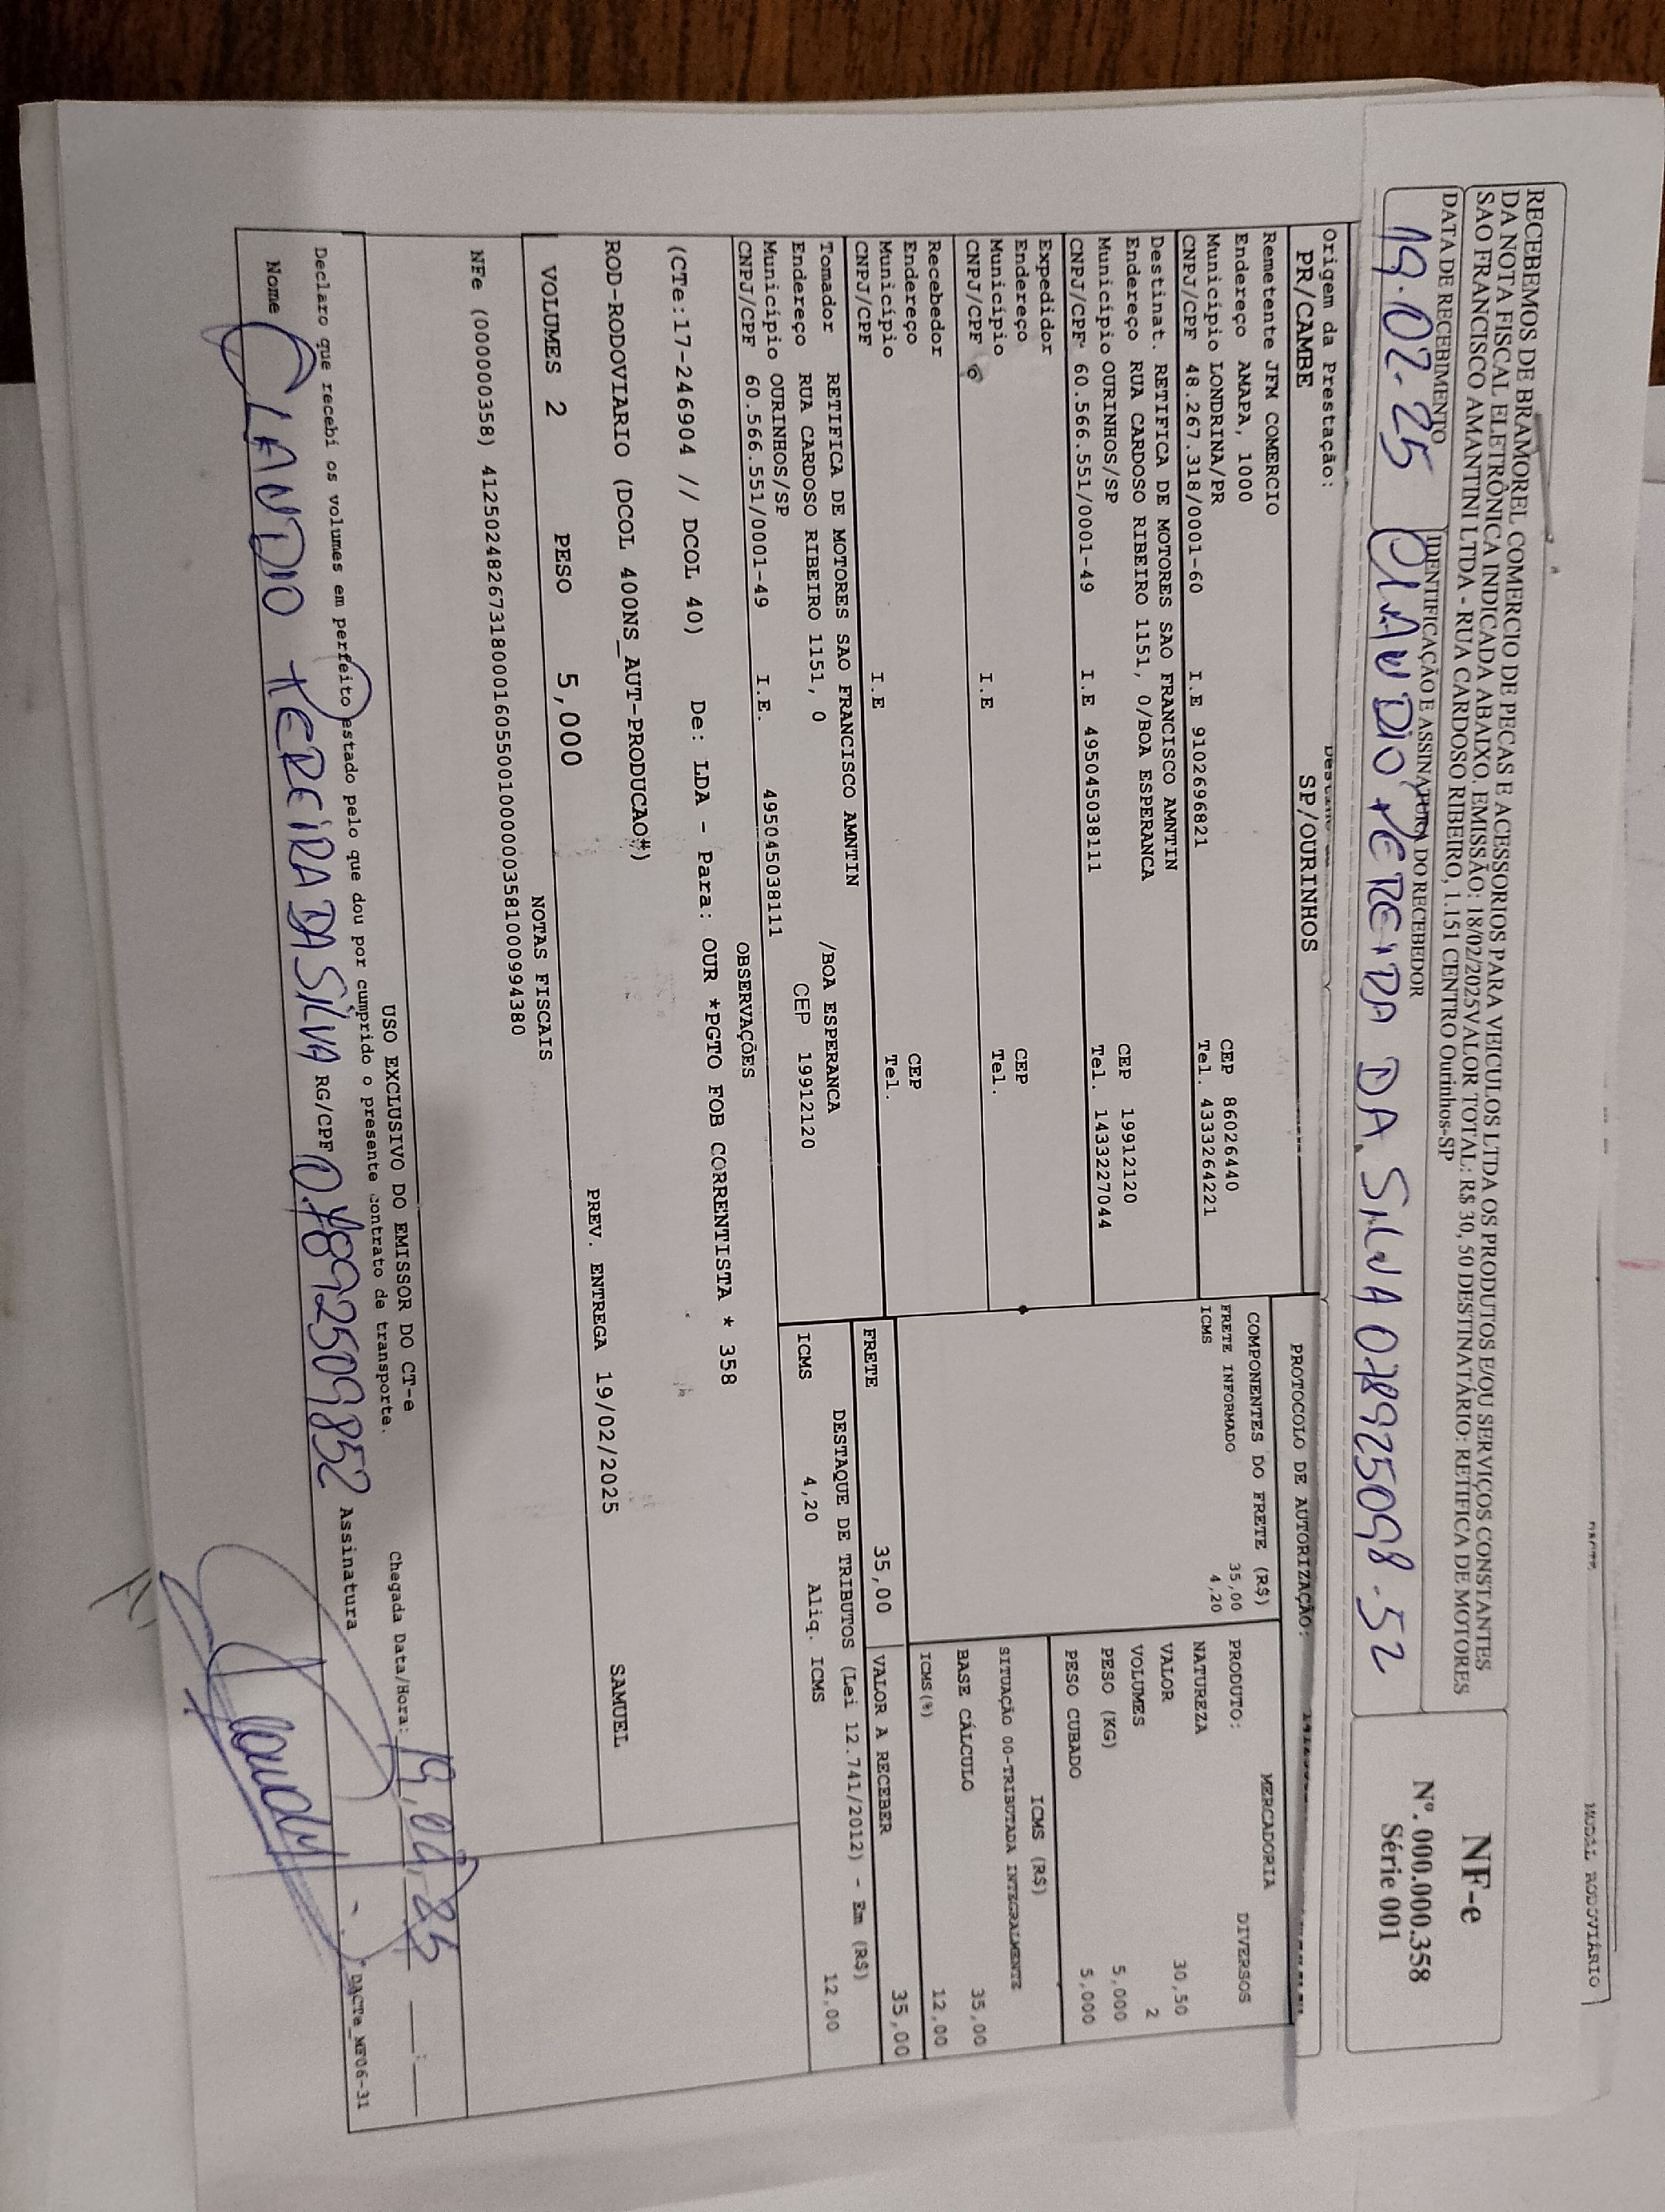 MODAL RODOVIÁRIO
RECEBEMOS DE BRAMOREL COMERCIO DE PECAS E ACESSORIOS PARA VEICULOS LTDA OS PRODUTOS E/OU SERVIÇOS CONSTANTES
DA NOTA FISCAL ELETRÔNICA INDICADA ABAIXO. EMISSÃO: 18/02/2025VALOR TOTAL: R$ 30, 50 DESTINATÁRIO: RETIFICA DE MOTORES
SAO FRANCISCO AMANTINI LTDA - RUA CARDOSO RIBEIRO, 1.151 CENTRO Ourinhos-SP
NF-e
Nº. 000.000.358
Série 001
DATA DE RECEBIMENTO
IDENTIFICAÇÃO E ASSINATURA DO RECEBEDOR
19.02.25 CLAUDIO PEREIRA DA SILVA 078925098-52
Origem da Prestação:
PR/CAMBE
SP/OURINHOS
PROTOCOLO DE AUTORIZAÇÃO:
Remetente JFM COMERCIO
Endereço AMAPA, 1000 CEP 86026440
Município LONDRINA/PR Tel. 4333264221
CNPJ/CPF 48.267.318/0001-60 I.E 9102696821
Destinat. RETIFICA DE MOTORES SAO FRANCISCO AMNTIN
Endereço RUA CARDOSO RIBEIRO 1151, 0/BOA ESPERANCA CEP 19912120
Município OURINHOS/SP Tel. 1433227044
CNPJ/CPF 60.566.551/0001-49 I.E 495045038111
Expedidor
Endereço CEP
Município Tel.
CNPJ/CPF I.E
Recebedor
Endereço CEP
Município Tel.
CNPJ/CPF I.E
Tomador RETIFICA DE MOTORES SAO FRANCISCO AMNTIN /BOA ESPERANCA
Endereço RUA CARDOSO RIBEIRO 1151, 0 CEP 19912120
Município OURINHOS/SP
CNPJ/CPF 60.566.551/0001-49 I.E. 495045038111
COMPONENTES DO FRETE (R$)
FRETE INFORMADO 35,00
ICMS 4,20
MERCADORIA
PRODUTO: DIVERSOS
NATUREZA
VALOR 30,50
VOLUMES 2
PESO (KG) 5,000
PESO CUBADO 5,000
ICMS (R$)
SITUAÇÃO 00-TRIBUTADA INTEGRALMENTE
BASE CÁLCULO 35,00
ICMS(%) 12,00
FRETE 35,00 VALOR A RECEBER 35,00
DESTAQUE DE TRIBUTOS (Lei 12.741/2012) - Em (R$)
ICMS 4,20 Aliq. ICMS 12,00
OBSERVAÇÕES
(CTe:17-246904 // DCOL 40) De: LDA - Para: OUR *PGTO FOB CORRENTISTA * 358
ROD-RODOVIARIO (DCOL 400NS_AUT-PRODUCAO#)
PREV. ENTREGA 19/02/2025 SAMUEL
VOLUMES 2 PESO 5,000
NOTAS FISCAIS
NFe (000000358) 41250248267318000160550010000003581000994380
USO EXCLUSIVO DO EMISSOR DO CT-e
Chegada Data/Hora: 19,02,25
Declaro que recebi os volumes em perfeito estado pelo que dou por cumprido o presente contrato de transporte.
Nome CLAUDIO PEREIRA DA SILVA RG/CPF 07892509852 Assinatura
DACTe_MF06-31